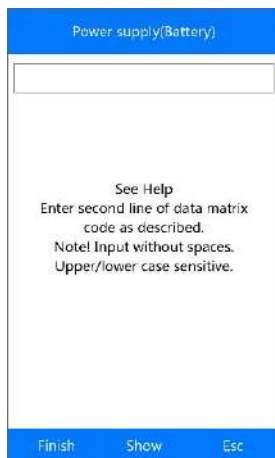 Power supply(Battery)
See Help
Enter second line of data matrix
code as described.
Note! Input without spaces.
Upper/lower case sensitive.
Finish Show Esc